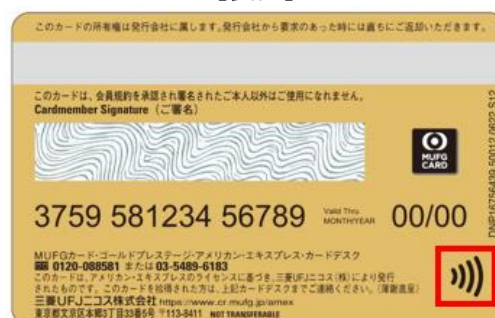 このカードの所有権は発行会社に属します。発行会社から要求のあった時には直ちにご返却いただきます。
このカードは、会員規約を承認され署名されたご本人以外はご使用になれません。
Cardmember Signature（ご署名）
MUFG
CARD
3759 581234 56789 Valid Thru MONTH/YEAR 00/00
MUFGカード・ゴールドプレステージ・アメリカン・エキスプレス・カードデスク
0120-088581 または 03-5489-6183
このカードは、アメリカン・エキスプレスのライセンスに基づき、三菱UFJニコス(株)により発行
されたものです。このカードを拾得された方は、上記カードデスクまでご連絡ください。(薄謝進呈)
三菱UFJニコス株式会社 https://www.cr.mufg.jp/amex
東京都文京区本郷3丁目33番5号 〒113-8411 NOT TRANSFERABLE